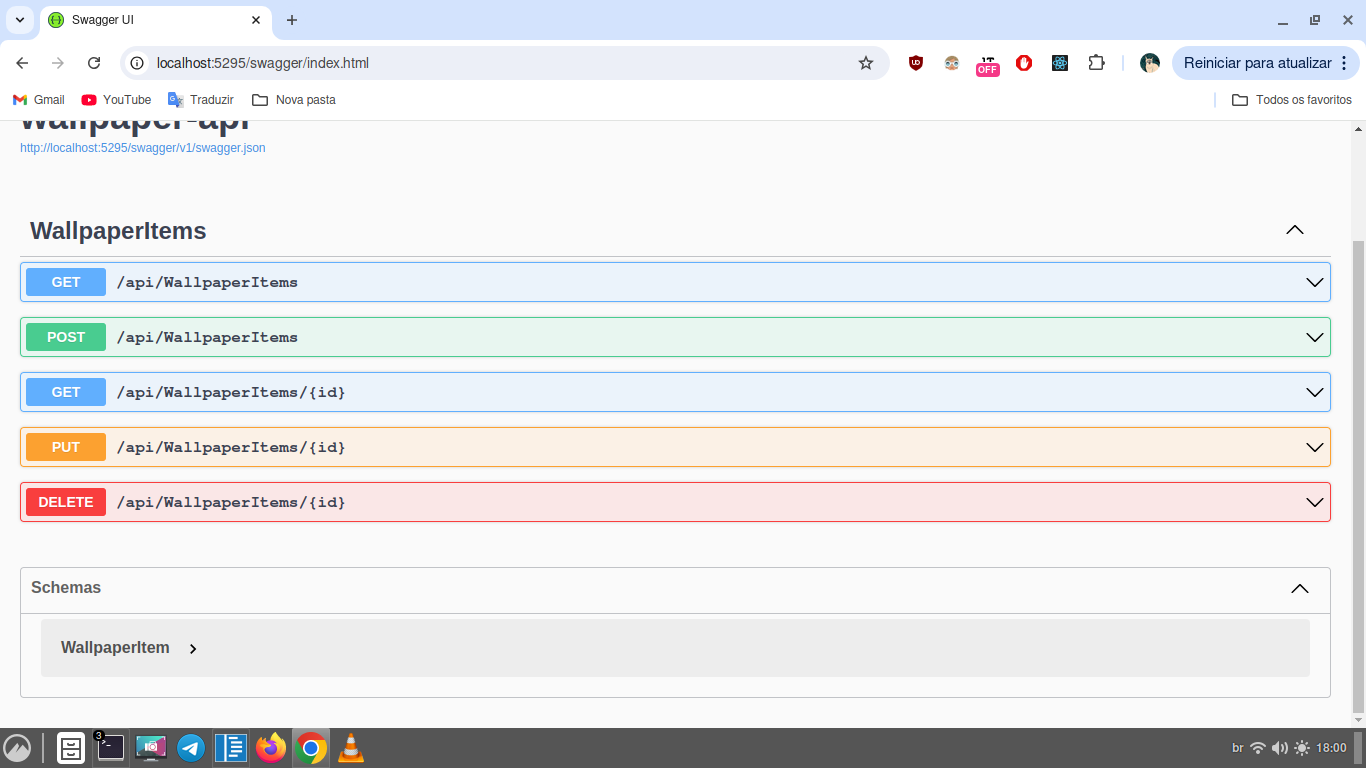 Swagger UI
localhost:5295/swagger/index.html
OFF
Reiniciar para atualizar
Gmail
YouTube
Traduzir
Nova pasta
Todos os favoritos
Wallpaper-api
http://localhost:5295/swagger/v1/swagger.json
WallpaperItems
GET /api/WallpaperItems
POST /api/WallpaperItems
GET /api/WallpaperItems/{id}
PUT /api/WallpaperItems/{id}
DELETE /api/WallpaperItems/{id}
Schemas
WallpaperItem
3
br
18:00